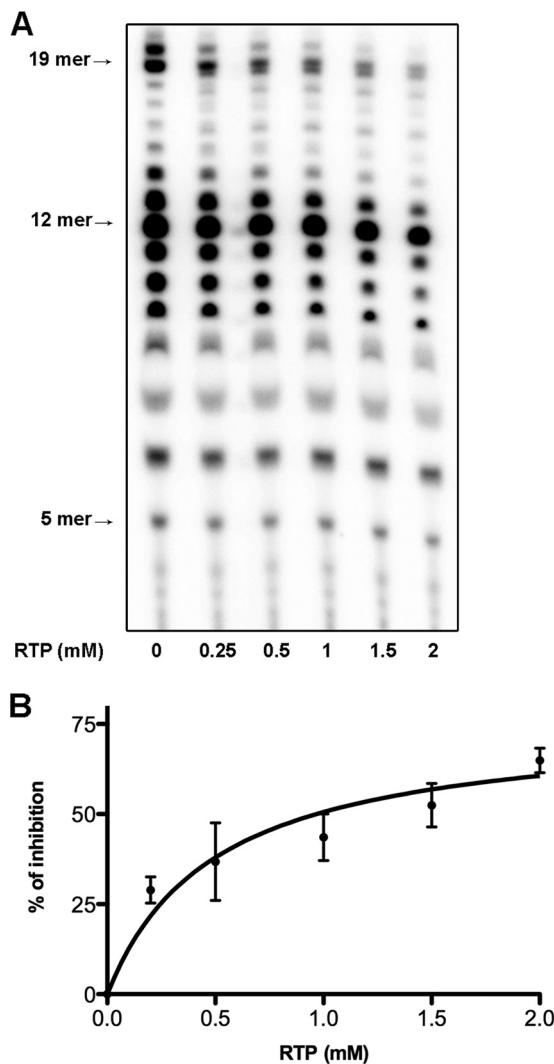 A
19 mer→
12 mer→
5 mer→
RTP (mM) 0 0.25 0.5 1 1.5 2
B
% of inhibition
75
50
25
0
0.0 0.5 1.0 1.5 2.0
RTP (mM)